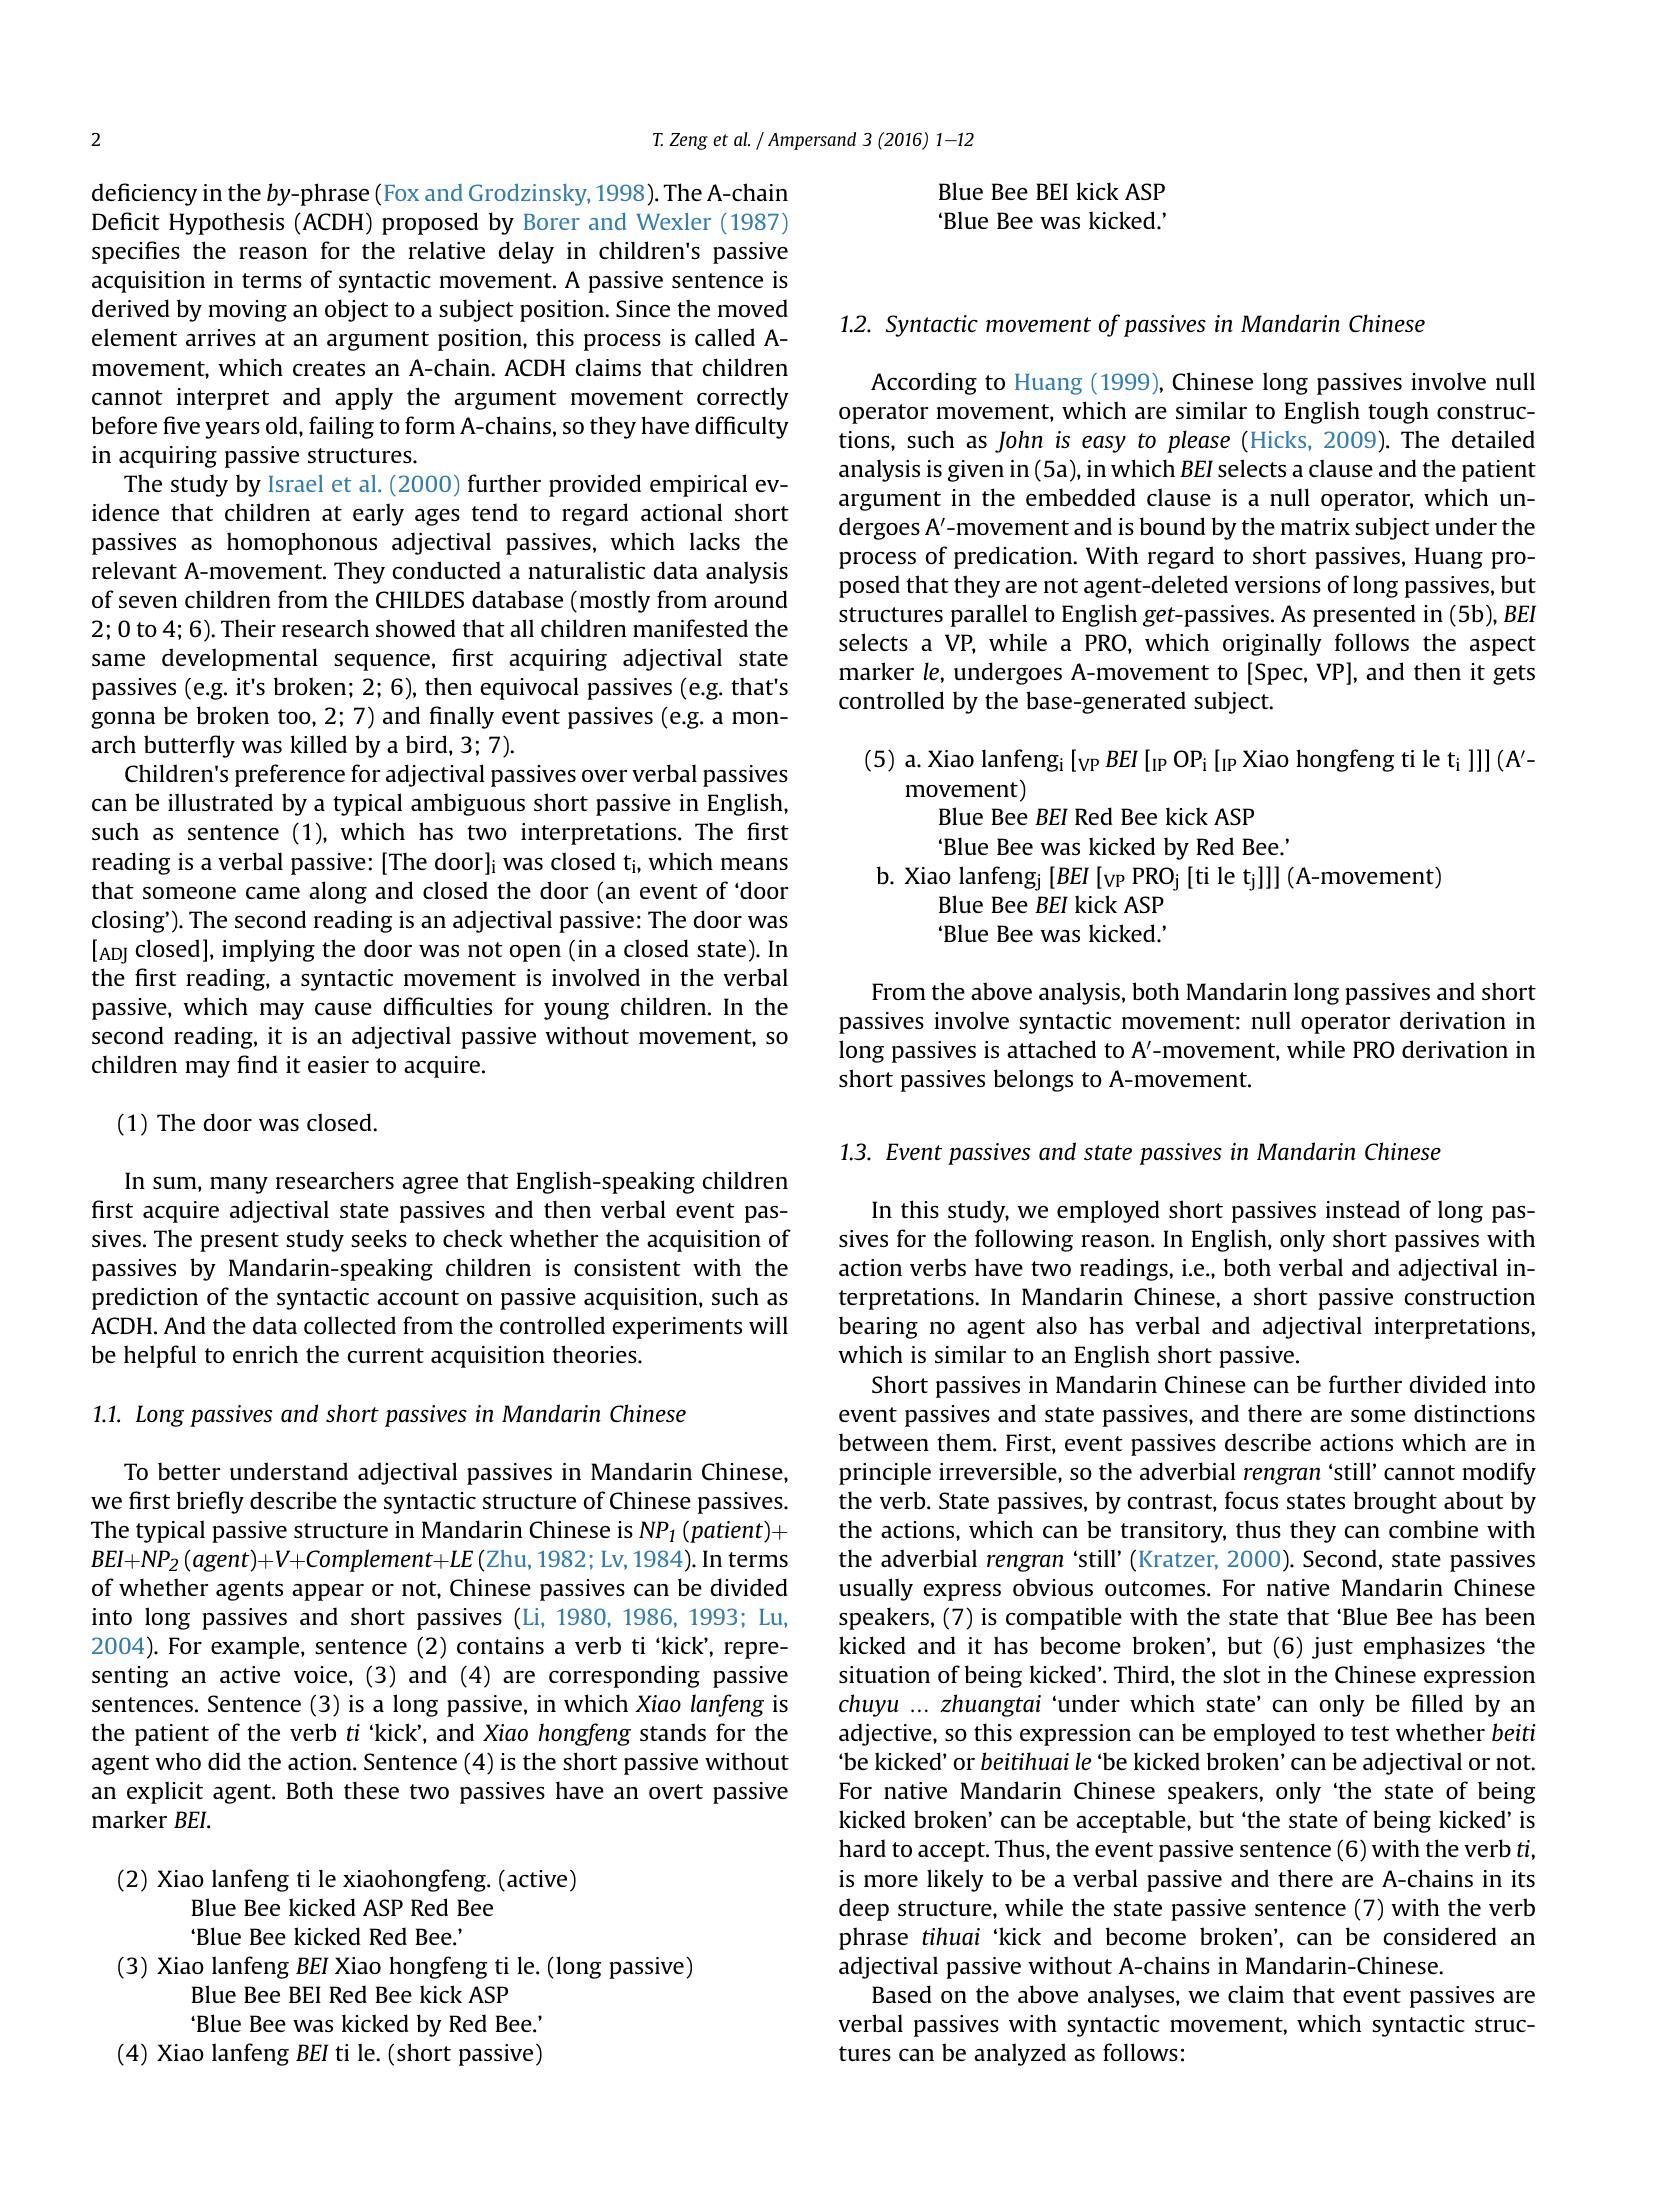 2
T. Zeng et al. / Ampersand 3 (2016) 1–12
deficiency in the by-phrase (Fox and Grodzinsky, 1998). The A-chain
Deficit Hypothesis (ACDH) proposed by Borer and Wexler (1987)
specifies the reason for the relative delay in children's passive
acquisition in terms of syntactic movement. A passive sentence is
derived by moving an object to a subject position. Since the moved
element arrives at an argument position, this process is called A-
movement, which creates an A-chain. ACDH claims that children
cannot interpret and apply the argument movement correctly
before five years old, failing to form A-chains, so they have difficulty
in acquiring passive structures.
The study by Israel et al. (2000) further provided empirical ev-
idence that children at early ages tend to regard actional short
passives as homophonous adjectival passives, which lacks the
relevant A-movement. They conducted a naturalistic data analysis
of seven children from the CHILDES database (mostly from around
2; 0 to 4; 6). Their research showed that all children manifested the
same developmental sequence, first acquiring adjectival state
passives (e.g. it's broken; 2; 6), then equivocal passives (e.g. that's
gonna be broken too, 2; 7) and finally event passives (e.g. a mon-
arch butterfly was killed by a bird, 3; 7).
Children's preference for adjectival passives over verbal passives
can be illustrated by a typical ambiguous short passive in English,
such as sentence (1), which has two interpretations. The first
reading is a verbal passive: [The door]i was closed ti, which means
that someone came along and closed the door (an event of ‘door
closing’). The second reading is an adjectival passive: The door was
[ADJ closed], implying the door was not open (in a closed state). In
the first reading, a syntactic movement is involved in the verbal
passive, which may cause difficulties for young children. In the
second reading, it is an adjectival passive without movement, so
children may find it easier to acquire.
(1) The door was closed.
In sum, many researchers agree that English-speaking children
first acquire adjectival state passives and then verbal event pas-
sives. The present study seeks to check whether the acquisition of
passives by Mandarin-speaking children is consistent with the
prediction of the syntactic account on passive acquisition, such as
ACDH. And the data collected from the controlled experiments will
be helpful to enrich the current acquisition theories.
1.1. Long passives and short passives in Mandarin Chinese
To better understand adjectival passives in Mandarin Chinese,
we first briefly describe the syntactic structure of Chinese passives.
The typical passive structure in Mandarin Chinese is NP1 (patient)+
BEI+NP2 (agent)+V+Complement+LE (Zhu, 1982; Lv, 1984). In terms
of whether agents appear or not, Chinese passives can be divided
into long passives and short passives (Li, 1980, 1986, 1993; Lu,
2004). For example, sentence (2) contains a verb ti ‘kick’, repre-
senting an active voice, (3) and (4) are corresponding passive
sentences. Sentence (3) is a long passive, in which Xiao lanfeng is
the patient of the verb ti ‘kick’, and Xiao hongfeng stands for the
agent who did the action. Sentence (4) is the short passive without
an explicit agent. Both these two passives have an overt passive
marker BEI.
(2) Xiao lanfeng ti le xiaohongfeng. (active)
Blue Bee kicked ASP Red Bee
‘Blue Bee kicked Red Bee.’
(3) Xiao lanfeng BEI Xiao hongfeng ti le. (long passive)
Blue Bee BEI Red Bee kick ASP
‘Blue Bee was kicked by Red Bee.’
(4) Xiao lanfeng BEI ti le. (short passive)
Blue Bee BEI kick ASP
‘Blue Bee was kicked.’
1.2. Syntactic movement of passives in Mandarin Chinese
According to Huang (1999), Chinese long passives involve null
operator movement, which are similar to English tough construc-
tions, such as John is easy to please (Hicks, 2009). The detailed
analysis is given in (5a), in which BEI selects a clause and the patient
argument in the embedded clause is a null operator, which un-
dergoes A′-movement and is bound by the matrix subject under the
process of predication. With regard to short passives, Huang pro-
posed that they are not agent-deleted versions of long passives, but
structures parallel to English get-passives. As presented in (5b), BEI
selects a VP, while a PRO, which originally follows the aspect
marker le, undergoes A-movement to [Spec, VP], and then it gets
controlled by the base-generated subject.
(5) a. Xiao lanfengi [VP BEI [IP OPi [IP Xiao hongfeng ti le ti ]]] (A′-
movement)
Blue Bee BEI Red Bee kick ASP
‘Blue Bee was kicked by Red Bee.’
b. Xiao lanfengj [BEI [VP PROj [ti le tj]]] (A-movement)
Blue Bee BEI kick ASP
‘Blue Bee was kicked.’
From the above analysis, both Mandarin long passives and short
passives involve syntactic movement: null operator derivation in
long passives is attached to A′-movement, while PRO derivation in
short passives belongs to A-movement.
1.3. Event passives and state passives in Mandarin Chinese
In this study, we employed short passives instead of long pas-
sives for the following reason. In English, only short passives with
action verbs have two readings, i.e., both verbal and adjectival in-
terpretations. In Mandarin Chinese, a short passive construction
bearing no agent also has verbal and adjectival interpretations,
which is similar to an English short passive.
Short passives in Mandarin Chinese can be further divided into
event passives and state passives, and there are some distinctions
between them. First, event passives describe actions which are in
principle irreversible, so the adverbial rengran ‘still’ cannot modify
the verb. State passives, by contrast, focus states brought about by
the actions, which can be transitory, thus they can combine with
the adverbial rengran ‘still’ (Kratzer, 2000). Second, state passives
usually express obvious outcomes. For native Mandarin Chinese
speakers, (7) is compatible with the state that ‘Blue Bee has been
kicked and it has become broken’, but (6) just emphasizes ‘the
situation of being kicked’. Third, the slot in the Chinese expression
chuyu … zhuangtai ‘under which state’ can only be filled by an
adjective, so this expression can be employed to test whether beiti
‘be kicked’ or beitihuai le ‘be kicked broken’ can be adjectival or not.
For native Mandarin Chinese speakers, only ‘the state of being
kicked broken’ can be acceptable, but ‘the state of being kicked’ is
hard to accept. Thus, the event passive sentence (6) with the verb ti,
is more likely to be a verbal passive and there are A-chains in its
deep structure, while the state passive sentence (7) with the verb
phrase tihuai ‘kick and become broken’, can be considered an
adjectival passive without A-chains in Mandarin-Chinese.
Based on the above analyses, we claim that event passives are
verbal passives with syntactic movement, which syntactic struc-
tures can be analyzed as follows: